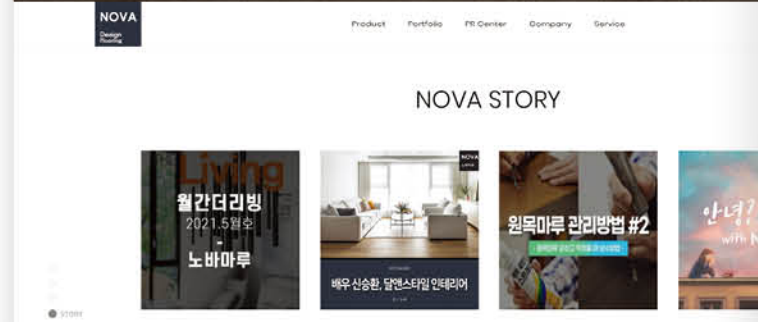 NOVA
Design
Flooring
Product Portfolio PR Center Company Service
NOVA STORY
Living
월간더리빙
2021.5월호
-
노바마루
NOVA
배우 신승환, 달앤스타일 인테리어
원목마루 관리방법 #2
안녕?
with N
STORY